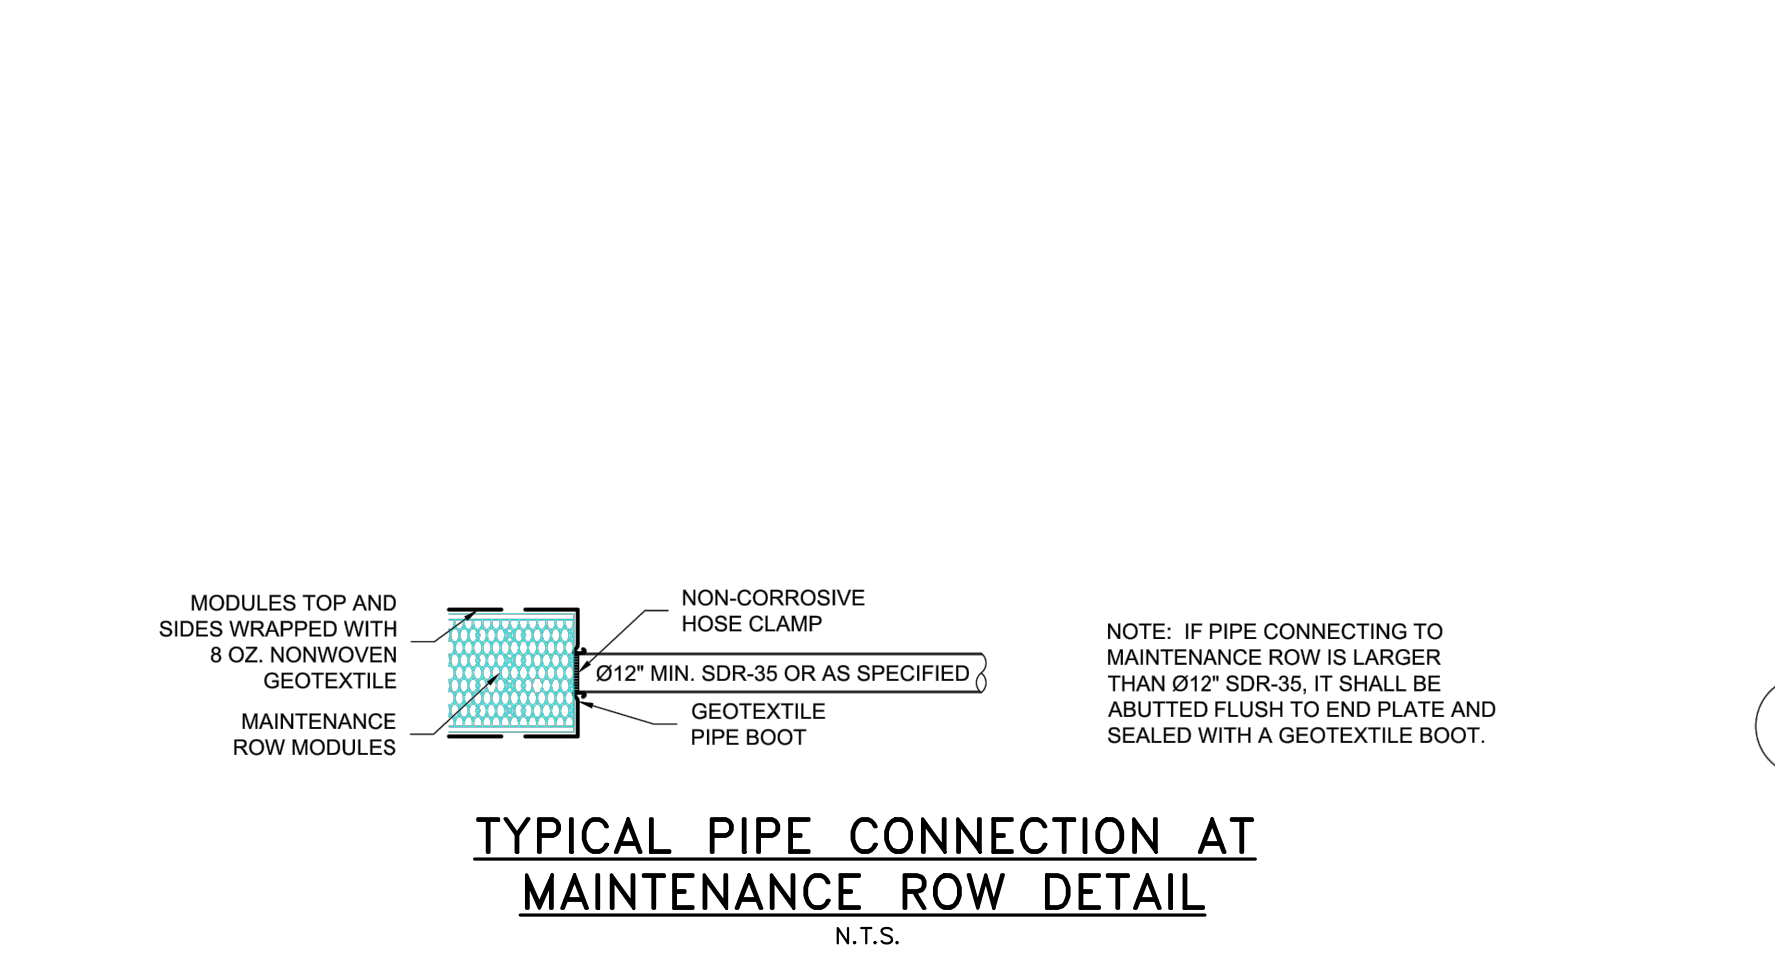 MODULES TOP AND
SIDES WRAPPED WITH
8 OZ. NONWOVEN
GEOTEXTILE
MAINTENANCE
ROW MODULES
NON-CORROSIVE
HOSE CLAMP
Ø12" MIN. SDR-35 OR AS SPECIFIED
GEOTEXTILE
PIPE BOOT
NOTE:  IF PIPE CONNECTING TO
MAINTENANCE ROW IS LARGER
THAN Ø12" SDR-35, IT SHALL BE
ABUTTED FLUSH TO END PLATE AND
SEALED WITH A GEOTEXTILE BOOT.
TYPICAL PIPE CONNECTION AT
MAINTENANCE ROW DETAIL
N.T.S.